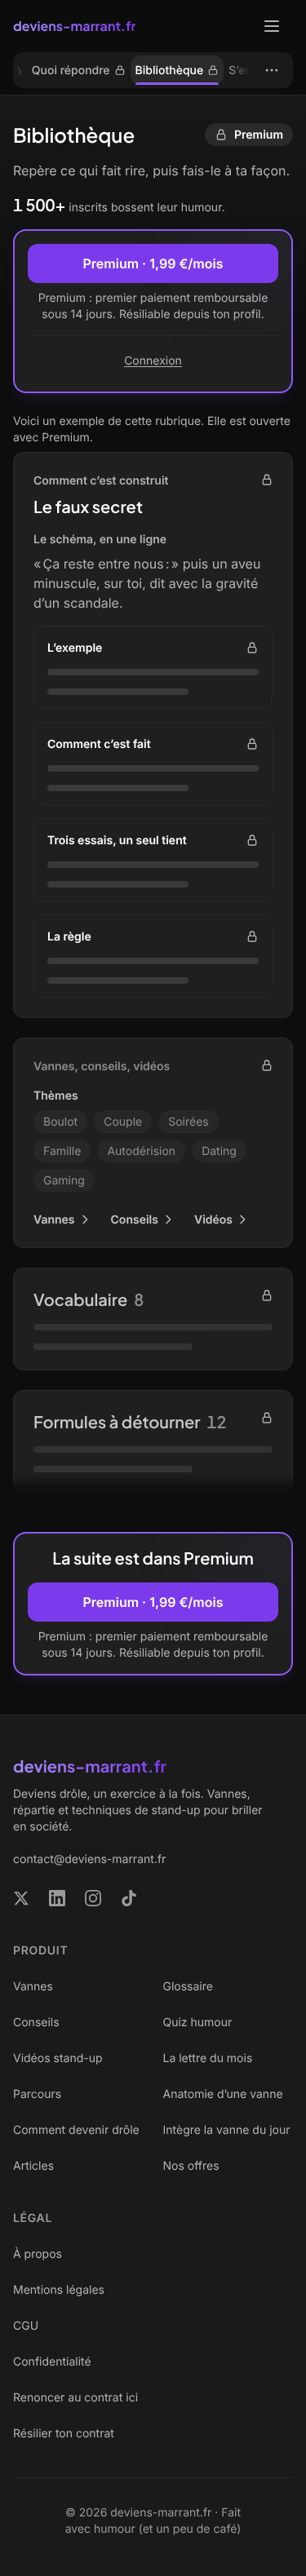 deviens-marrant.fr
Quoi répondre
Bibliothèque
S'e
Bibliothèque
Premium
Repère ce qui fait rire, puis fais-le à ta façon.
1 500+ inscrits bossent leur humour.
Premium · 1,99 €/mois
Premium : premier paiement remboursable
sous 14 jours. Résiliable depuis ton profil.
Connexion
Voici un exemple de cette rubrique. Elle est ouverte
avec Premium.
Comment c’est construit
Le faux secret
Le schéma, en une ligne
« Ça reste entre nous : » puis un aveu
minuscule, sur toi, dit avec la gravité
d’un scandale.
L’exemple
Comment c’est fait
Trois essais, un seul tient
La règle
Vannes, conseils, vidéos
Thèmes
Boulot
Couple
Soirées
Famille
Autodérision
Dating
Gaming
Vannes
Conseils
Vidéos
Vocabulaire 8
Formules à détourner 12
La suite est dans Premium
Premium · 1,99 €/mois
Premium : premier paiement remboursable
sous 14 jours. Résiliable depuis ton profil.
deviens-marrant.fr
Deviens drôle, un exercice à la fois. Vannes,
répartie et techniques de stand-up pour briller
en société.
contact@deviens-marrant.fr
PRODUIT
Vannes
Glossaire
Conseils
Quiz humour
Vidéos stand-up
La lettre du mois
Parcours
Anatomie d’une vanne
Comment devenir drôle
Intègre la vanne du jour
Articles
Nos offres
LÉGAL
À propos
Mentions légales
CGU
Confidentialité
Renoncer au contrat ici
Résilier ton contrat
© 2026 deviens-marrant.fr · Fait
avec humour (et un peu de café)